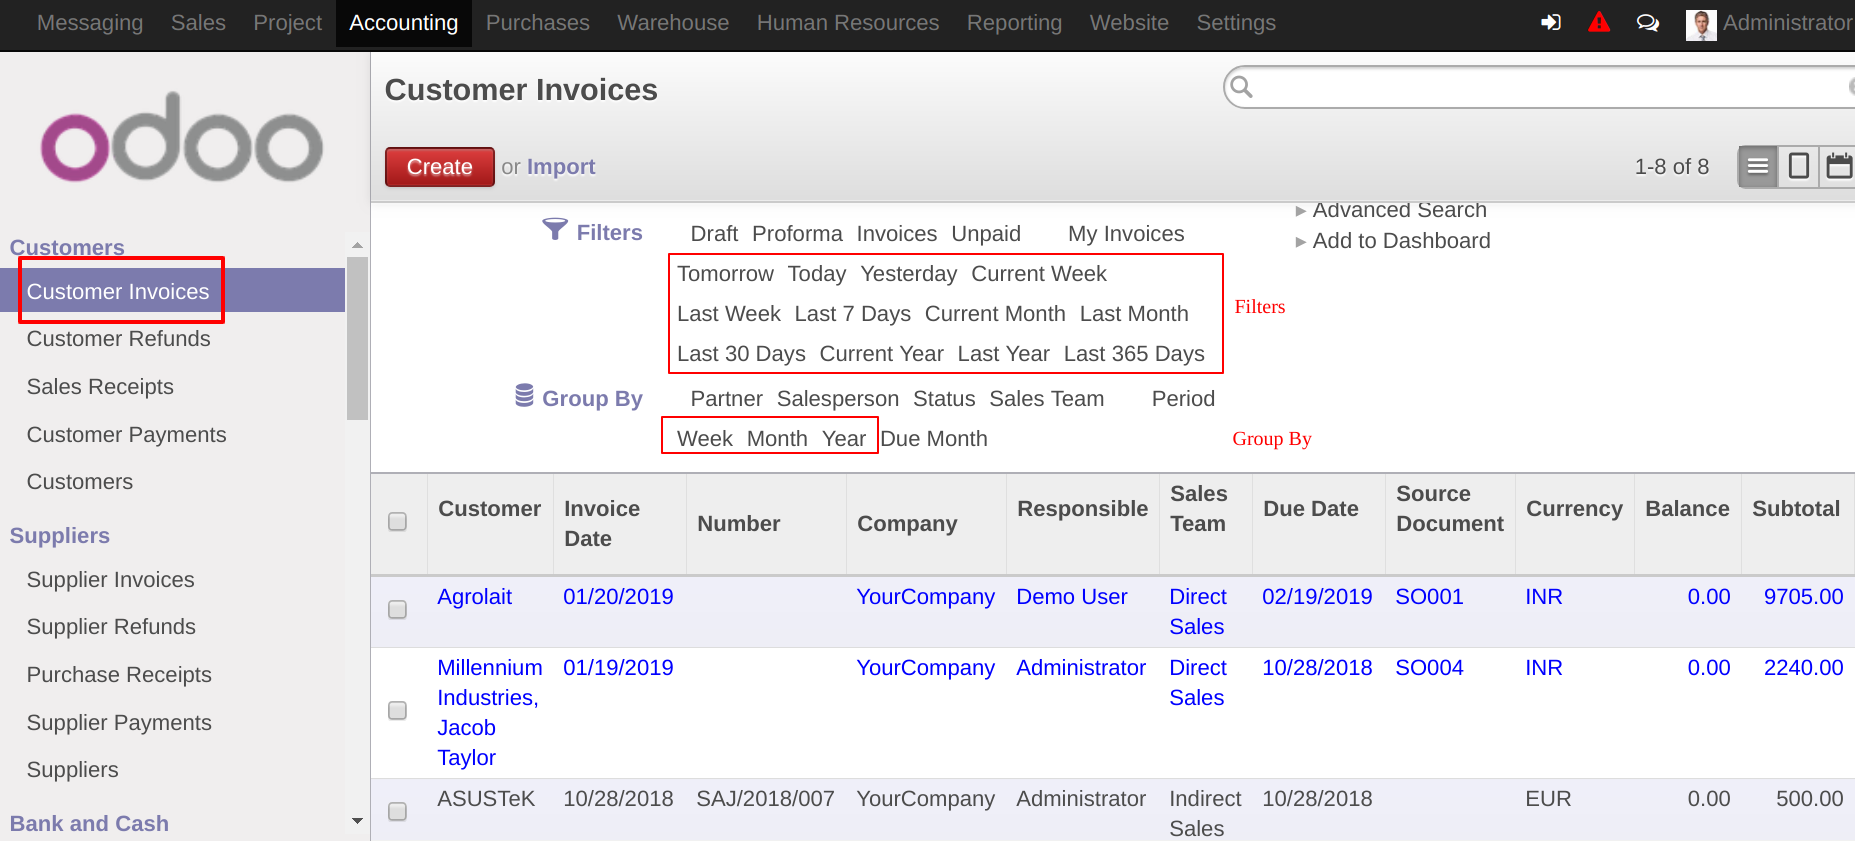 Messaging Sales Project Accounting Purchases Warehouse Human Resources Reporting Website Settings Administrator
odoo
Customers
Customer Invoices
Customer Refunds
Sales Receipts
Customer Payments
Customers
Suppliers
Supplier Invoices
Supplier Refunds
Purchase Receipts
Supplier Payments
Suppliers
Bank and Cash
Customer Invoices
Create or Import
1-8 of 8
Filters Draft Proforma Invoices Unpaid My Invoices
Tomorrow Today Yesterday Current Week
Last Week Last 7 Days Current Month Last Month
Last 30 Days Current Year Last Year Last 365 Days
Filters
Advanced Search
Add to Dashboard
Group By Partner Salesperson Status Sales Team Period
Week Month Year Due Month
Group By
Customer Invoice Date Number Company Responsible Sales Team Due Date Source Document Currency Balance Subtotal
Agrolait 01/20/2019 YourCompany Demo User Direct Sales 02/19/2019 SO001 INR 0.00 9705.00
Millennium Industries, Jacob Taylor 01/19/2019 YourCompany Administrator Direct Sales 10/28/2018 SO004 INR 0.00 2240.00
ASUSTeK 10/28/2018 SAJ/2018/007 YourCompany Administrator Indirect Sales 10/28/2018 EUR 0.00 500.00